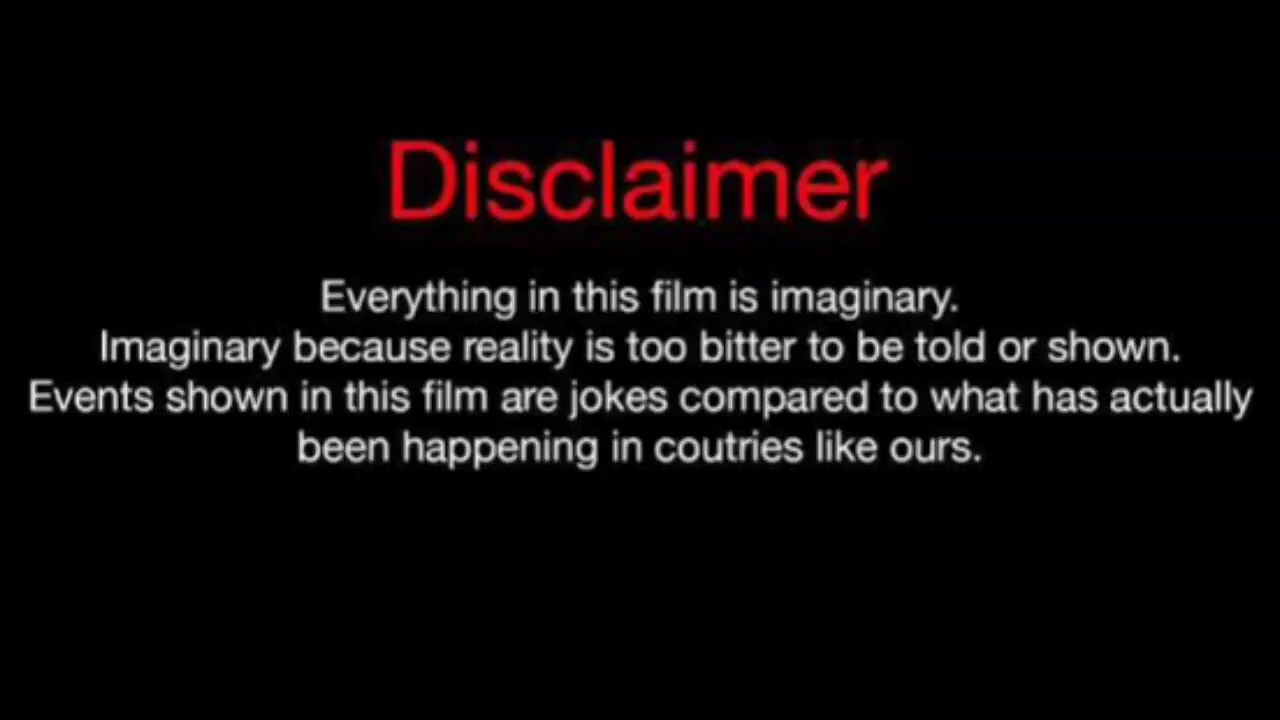 Disclaimer
Everything in this film is imaginary.
Imaginary because reality is too bitter to be told or shown.
Events shown in this film are jokes compared to what has actually
been happening in coutries like ours.